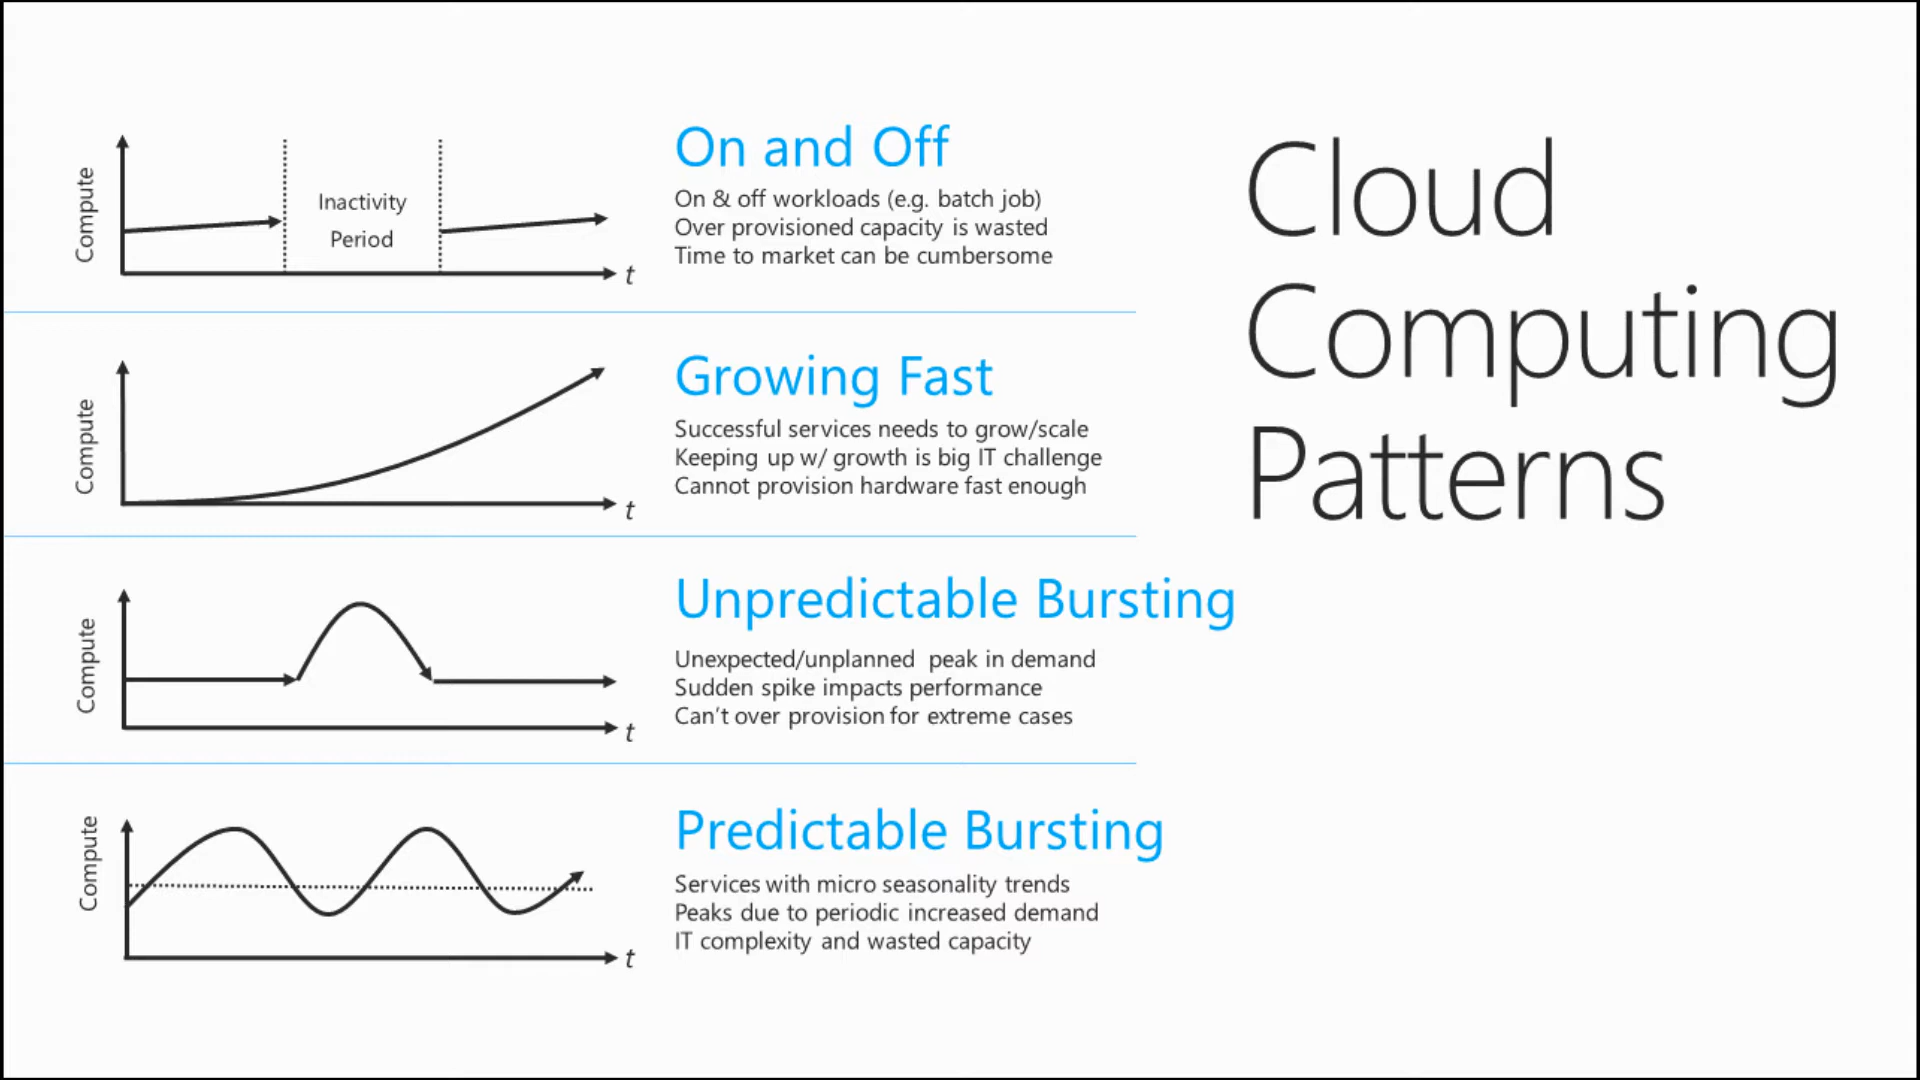 Cloud
Computing
Patterns
Compute
Inactivity
Period
t
On and Off
On & off workloads (e.g. batch job)
Over provisioned capacity is wasted
Time to market can be cumbersome
Compute
t
Growing Fast
Successful services needs to grow/scale
Keeping up w/ growth is big IT challenge
Cannot provision hardware fast enough
Compute
t
Unpredictable Bursting
Unexpected/unplanned peak in demand
Sudden spike impacts performance
Can't over provision for extreme cases
Compute
t
Predictable Bursting
Services with micro seasonality trends
Peaks due to periodic increased demand
IT complexity and wasted capacity